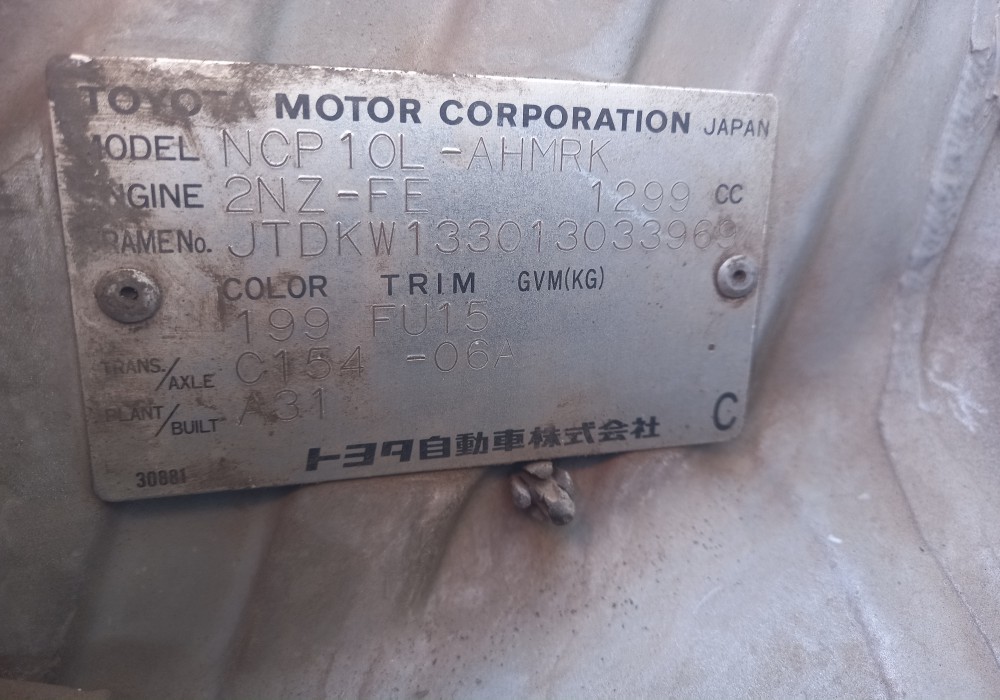 TOYOTA MOTOR CORPORATION JAPAN
MODEL NCP10L-AHMRK
ENGINE 2NZ-FE 1299 CC
FRAME No. JTDKW133013033969
COLOR TRIM GVM(KG)
199 FU15
TRANS./AXLE C154 -06A
PLANT/BUILT A31
C
トヨタ自動車株式会社
30881